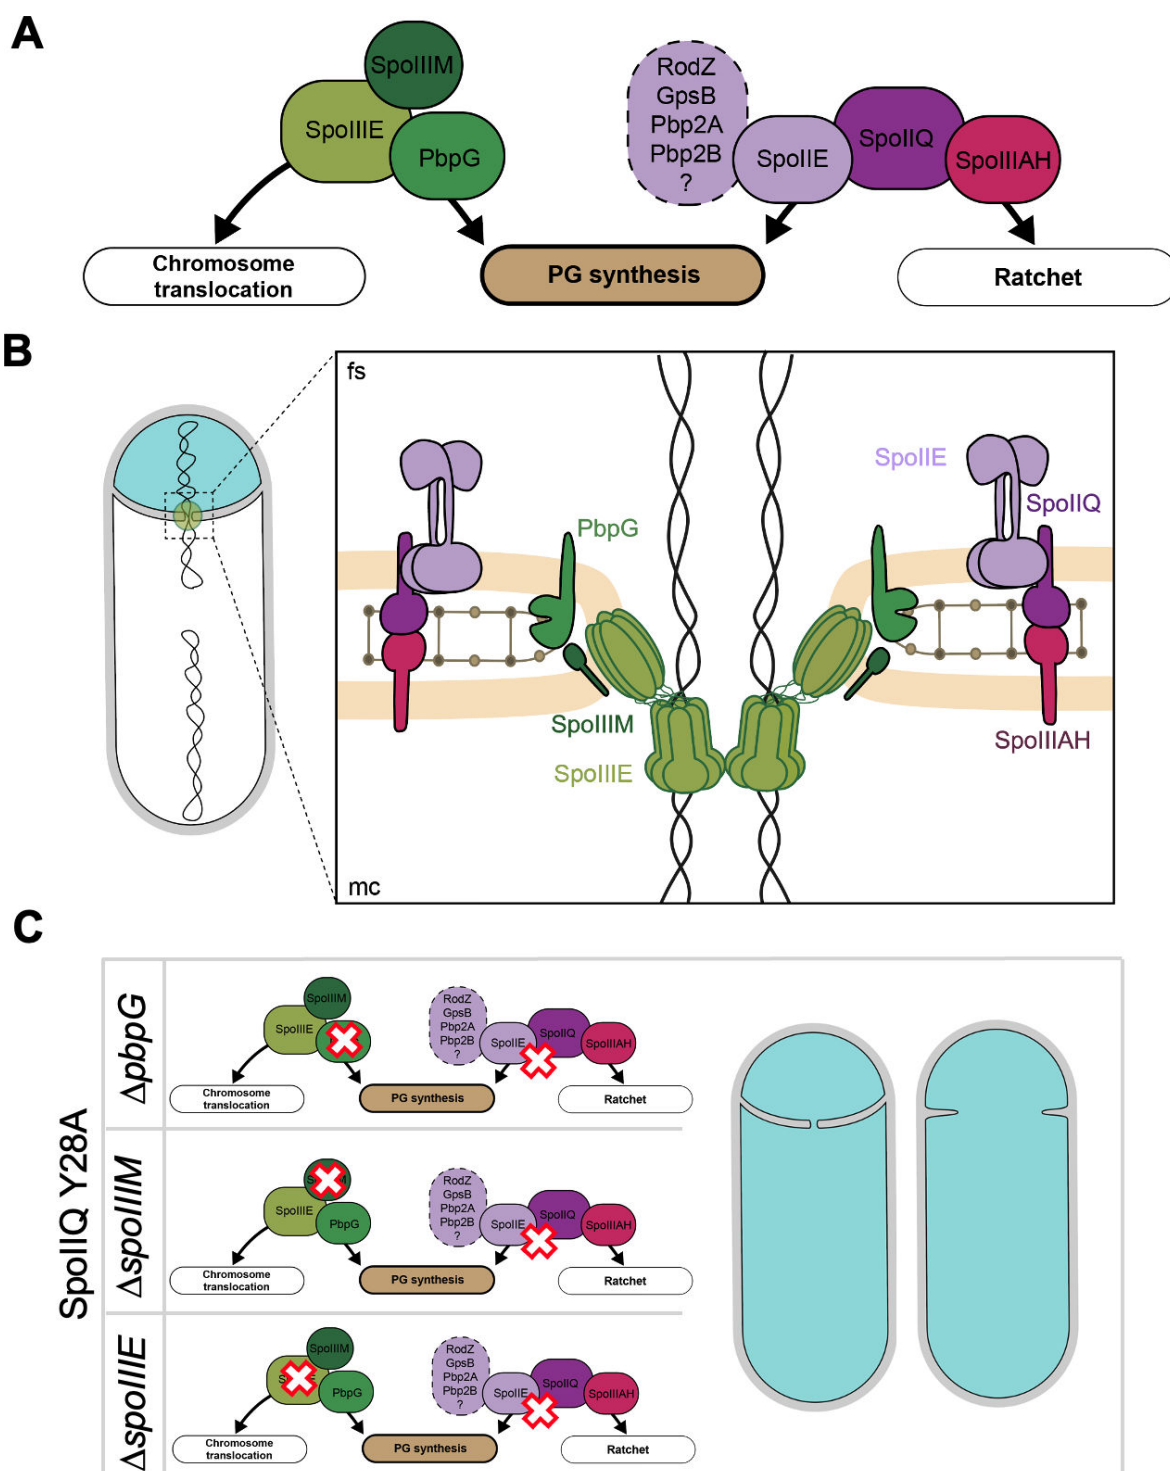 A
SpoIIIM
SpoIIIE
PbpG
RodZ
GpsB
Pbp2A
Pbp2B
?
SpoIIE
SpoIIQ
SpoIIIAH
Chromosome
translocation
PG synthesis
Ratchet
B
fs
SpoIIE
SpoIIQ
PbpG
SpoIIIM
SpoIIIE
SpoIIIAH
mc
C
SpoIIQ Y28A
ΔpbpG
SpoIIIM
SpoIIIE
RodZ
GpsB
Pbp2A
Pbp2B
?
SpoIIE
SpoIIQ
SpoIIIAH
Chromosome
translocation
PG synthesis
Ratchet
ΔspoIIIM
SpoIIIE
PbpG
RodZ
GpsB
Pbp2A
Pbp2B
?
SpoIIE
SpoIIQ
SpoIIIAH
Chromosome
translocation
PG synthesis
Ratchet
ΔspoIIIE
SpoIIIM
PbpG
RodZ
GpsB
Pbp2A
Pbp2B
?
SpoIIE
SpoIIQ
SpoIIIAH
Chromosome
translocation
PG synthesis
Ratchet